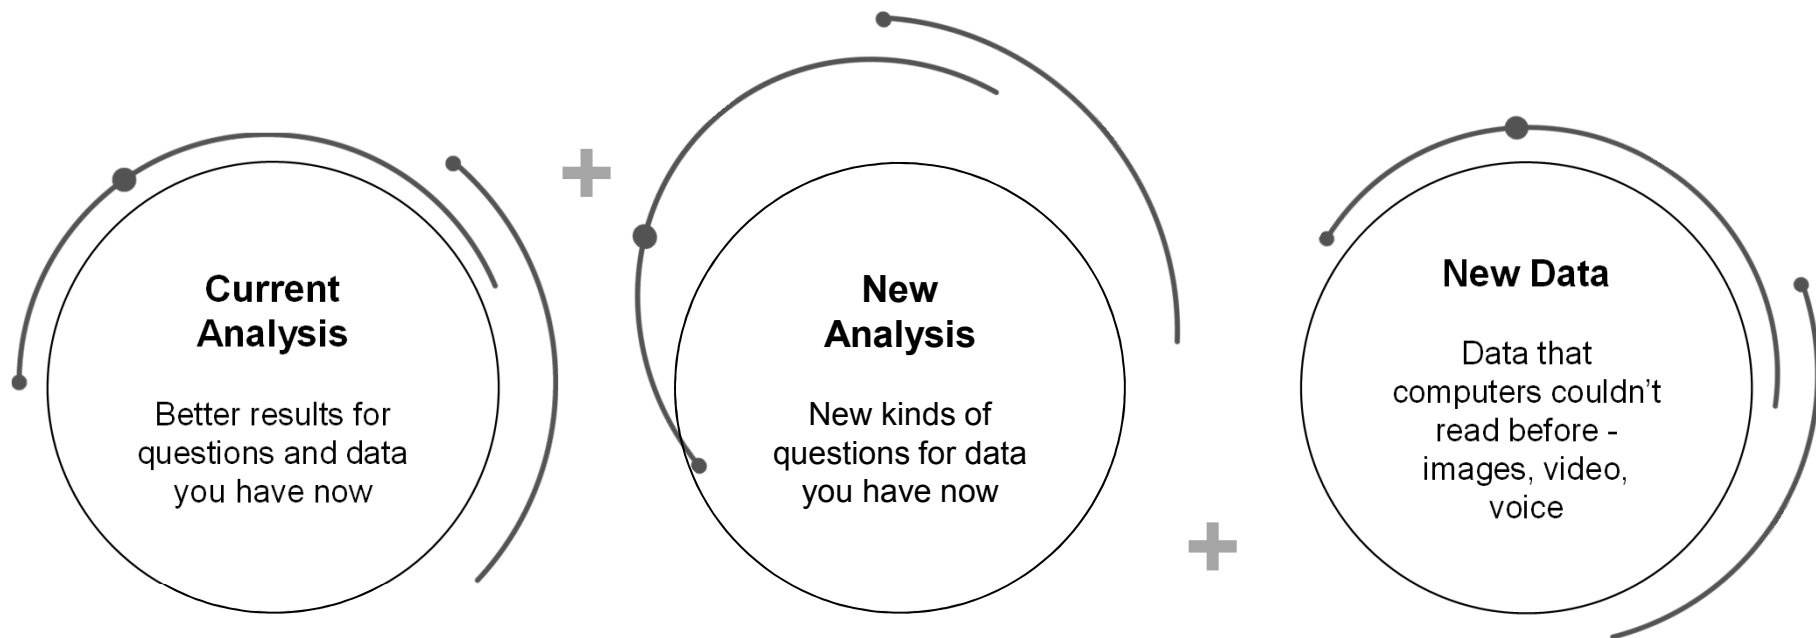 Current
Analysis
Better results for
questions and data
you have now
New
Analysis
New kinds of
questions for data
you have now
New Data
Data that
computers couldn’t
read before -
images, video,
voice